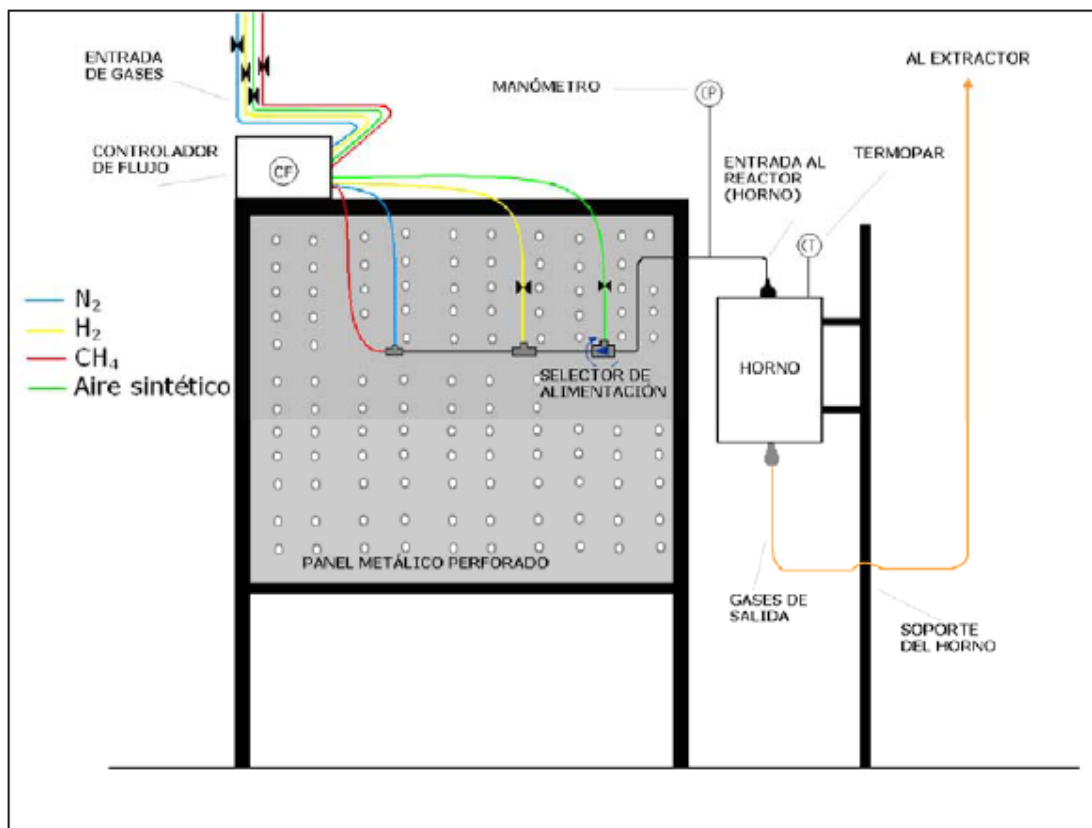 ENTRADA
DE GASES
AL EXTRACTOR
MANÓMETRO
CP
CONTROLADOR
DE FLUJO
CF
ENTRADA AL
REACTOR
(HORNO)
TERMOPAR
CT
N₂
H₂
CH₄
Aire sintético
SELECTOR DE
ALIMENTACIÓN
HORNO
PANEL METÁLICO PERFORADO
GASES DE
SALIDA
SOPORTE
DEL HORNO